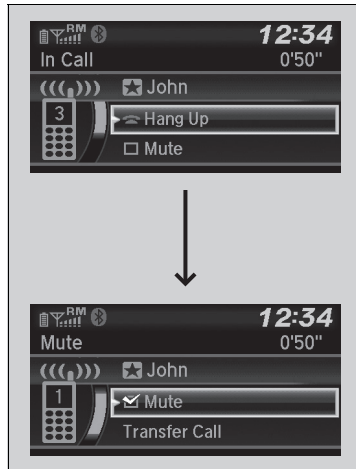 RM 12:34
In Call 0'50"
John
3 Hang Up
Mute
RM 12:34
Mute 0'50"
John
1 Mute
Transfer Call